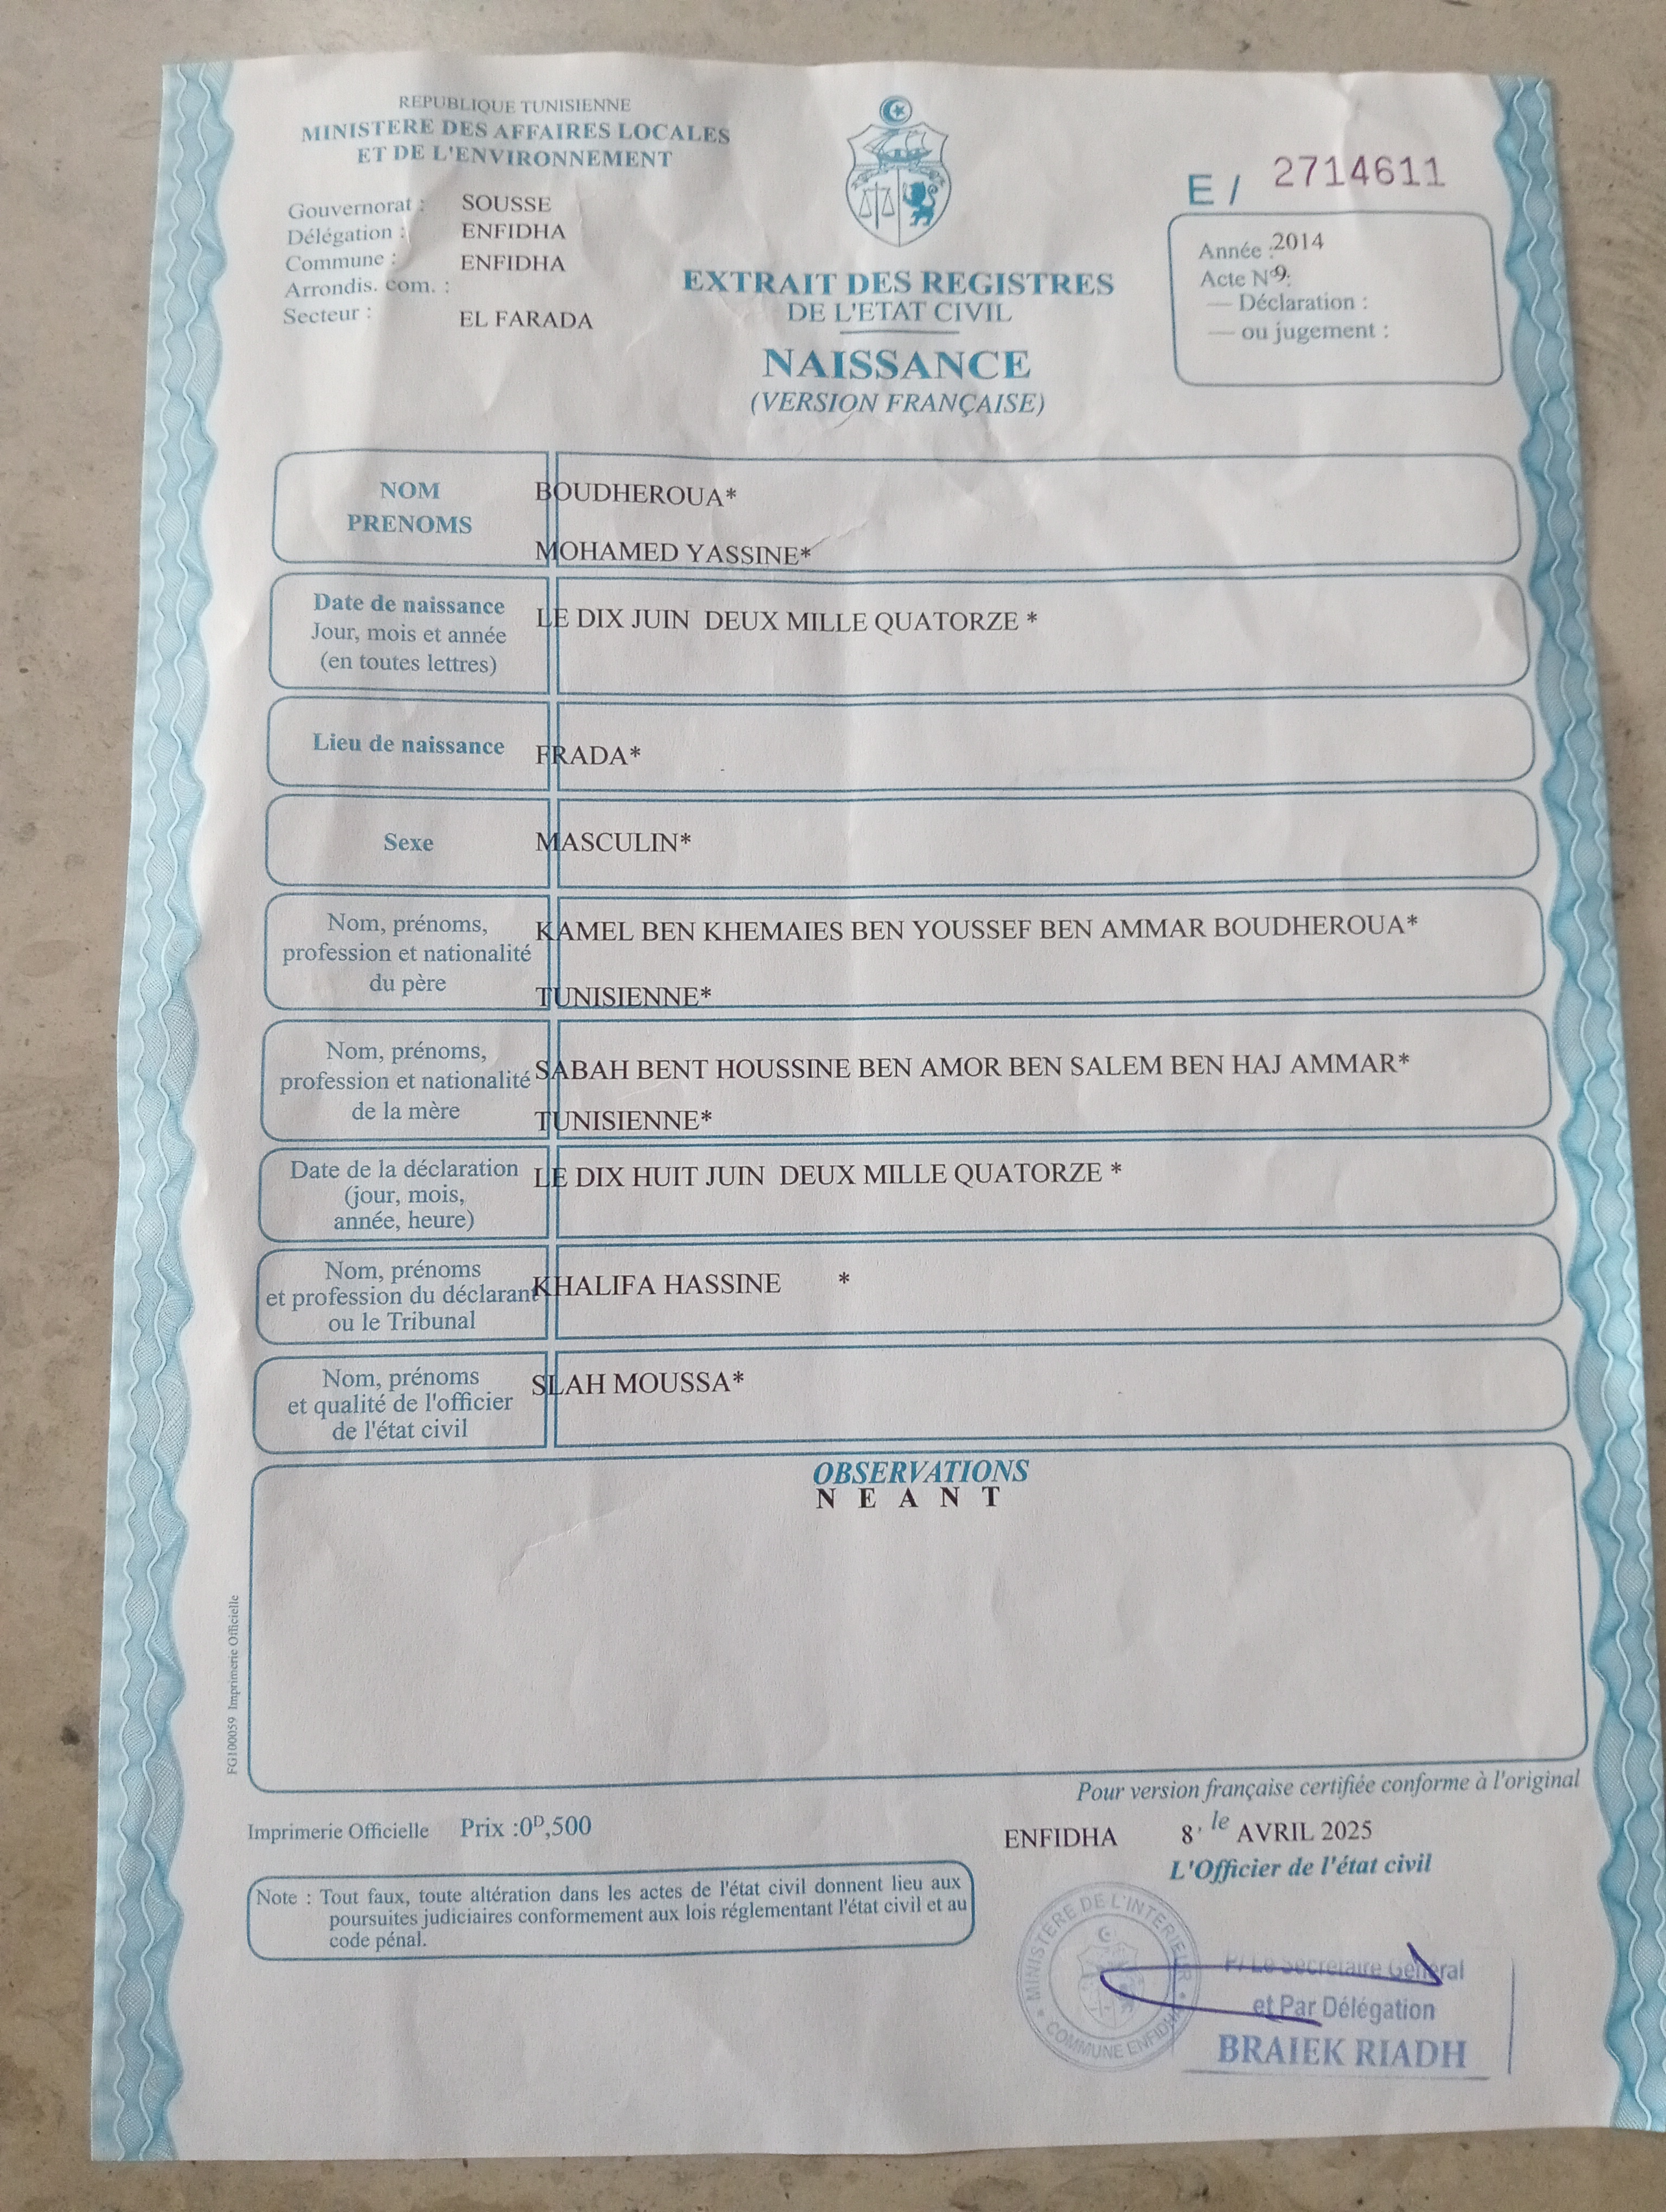 REPUBLIQUE TUNISIENNE
MINISTERE DES AFFAIRES LOCALES
ET DE L'ENVIRONNEMENT
Gouvernorat : SOUSSE
Délégation : ENFIDHA
Commune : ENFIDHA
Arrondis. com. :
Secteur : EL FARADA
E / 2714611
Année : 2014
Acte N° 9:
— Déclaration :
— ou jugement :
EXTRAIT DES REGISTRES
DE L'ETAT CIVIL
NAISSANCE
(VERSION FRANÇAISE)
NOM BOUDHEROUA*
PRENOMS
MOHAMED YASSINE*
Date de naissance
Jour, mois et année
(en toutes lettres)
LE DIX JUIN DEUX MILLE QUATORZE *
Lieu de naissance FRADA*
Sexe MASCULIN*
Nom, prénoms,
profession et nationalité
du père
KAMEL BEN KHEMAIES BEN YOUSSEF BEN AMMAR BOUDHEROUA*
TUNISIENNE*
Nom, prénoms,
profession et nationalité
de la mère
SABAH BENT HOUSSINE BEN AMOR BEN SALEM BEN HAJ AMMAR*
TUNISIENNE*
Date de la déclaration
(jour, mois,
année, heure)
LE DIX HUIT JUIN DEUX MILLE QUATORZE *
Nom, prénoms
et profession du déclarant
ou le Tribunal
KHALIFA HASSINE *
Nom, prénoms
et qualité de l'officier
de l'état civil
SLAH MOUSSA*
OBSERVATIONS
N E A N T
FG100059 Imprimerie Officielle
Pour version française certifiée conforme à l'original
Imprimerie Officielle Prix :0ᴰ,500
ENFIDHA 8, le AVRIL 2025
L'Officier de l'état civil
Note : Tout faux, toute altération dans les actes de l'état civil donnent lieu aux
poursuites judiciaires conformement aux lois réglementant l'état civil et au
code pénal.
MINISTERE DE L'INTERIEUR
COMMUNE ENFIDHA
P/ Le Secrétaire Général
et Par Délégation
BRAIEK RIADH